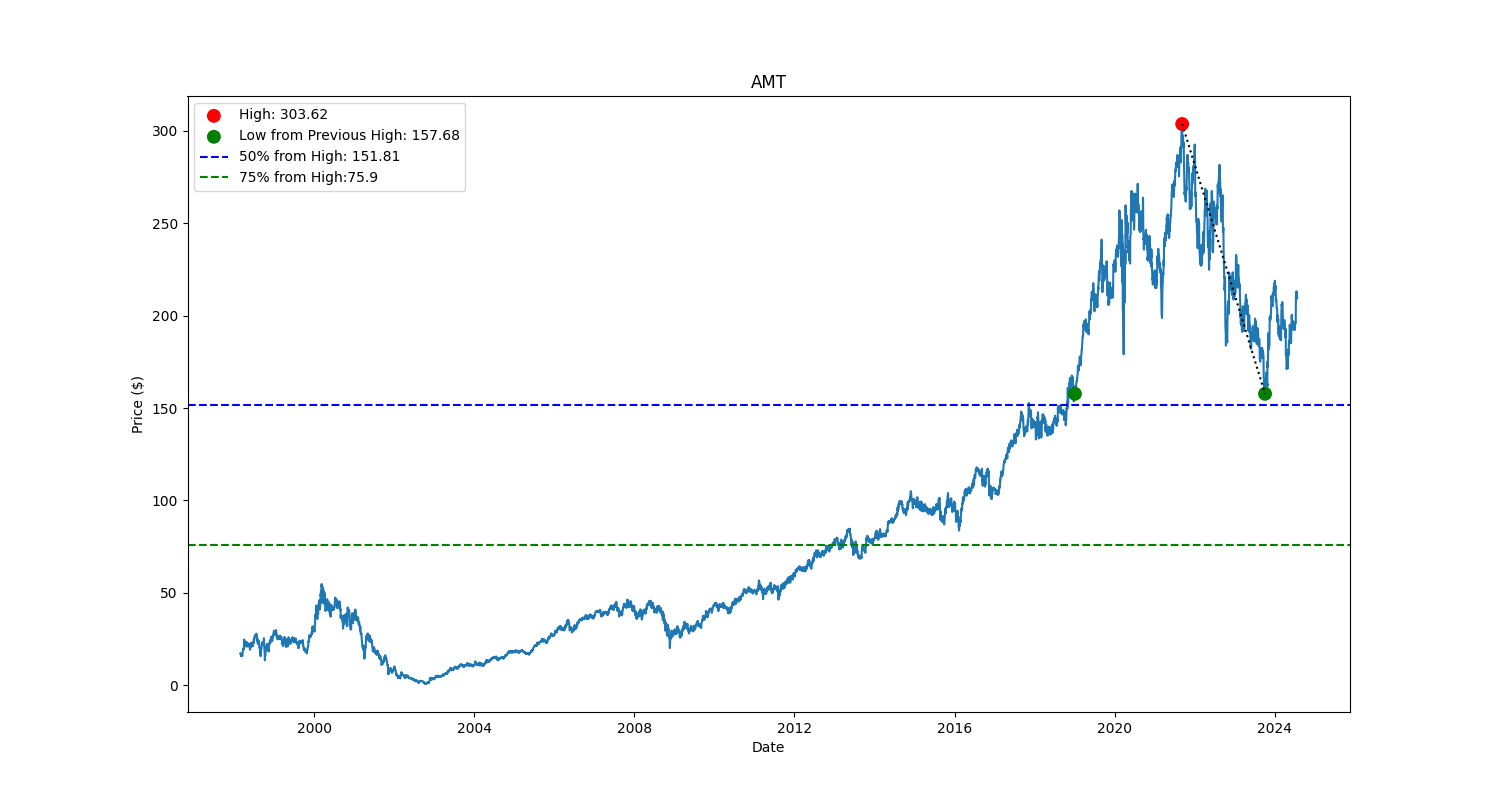 AMT
High: 303.62
Low from Previous High: 157.68
50% from High: 151.81
75% from High:75.9
300
250
200
150
100
50
0
Price ($)
2000 2004 2008 2012 2016 2020 2024
Date